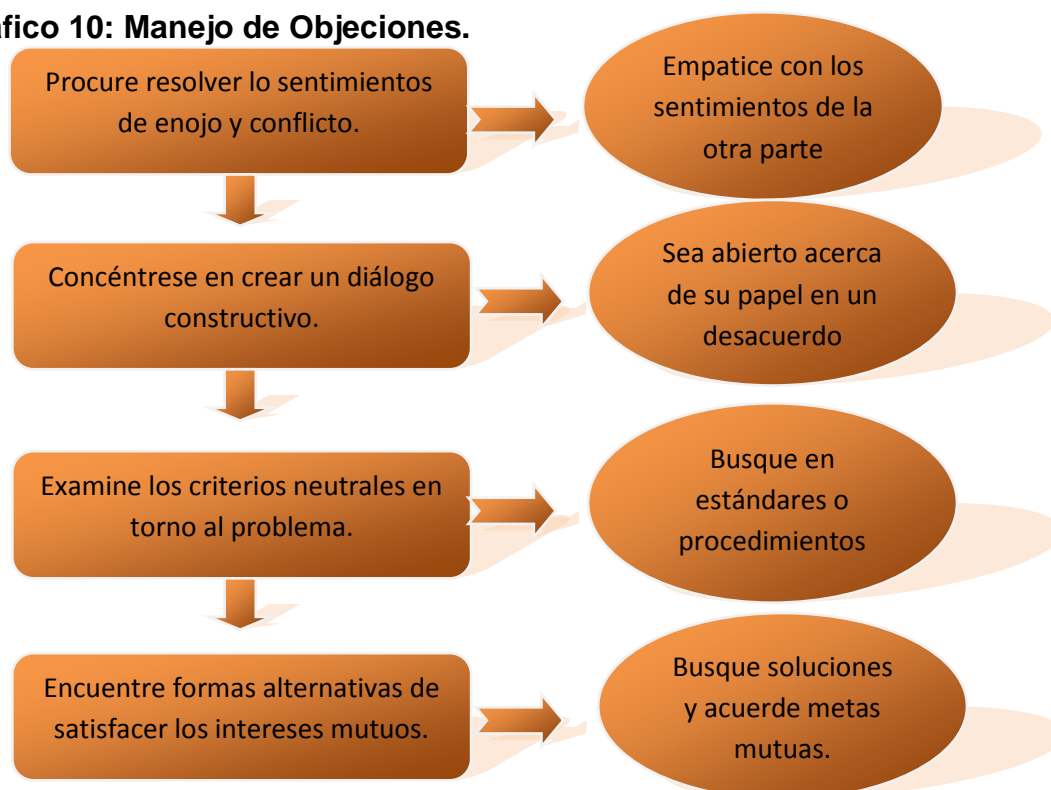 áfico 10: Manejo de Objeciones.
Procure resolver lo sentimientos
de enojo y conflicto.
Empatice con los
sentimientos de la
otra parte
Concéntrese en crear un diálogo
constructivo.
Sea abierto acerca
de su papel en un
desacuerdo
Examine los criterios neutrales en
torno al problema.
Busque en
estándares o
procedimientos
Encuentre formas alternativas de
satisfacer los intereses mutuos.
Busque soluciones
y acuerde metas
mutuas.